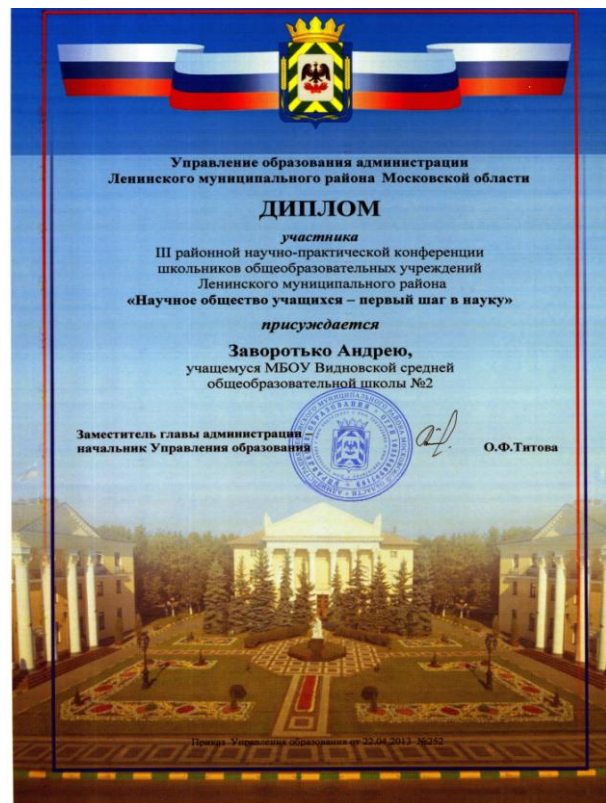 Управление образования администрации
Ленинского муниципального района Московской области
ДИПЛОМ
участника
III районной научно-практической конференции
школьников общеобразовательных учреждений
Ленинского муниципального района
«Научное общество учащихся – первый шаг в науку»
присуждается
Заворотько Андрею,
учащемуся МБОУ Видновской средней
общеобразовательной школы №2
Заместитель главы администрации
начальник Управления образования
О.Ф.Титова
Приказ Управления образования от 22.04.2013 №252